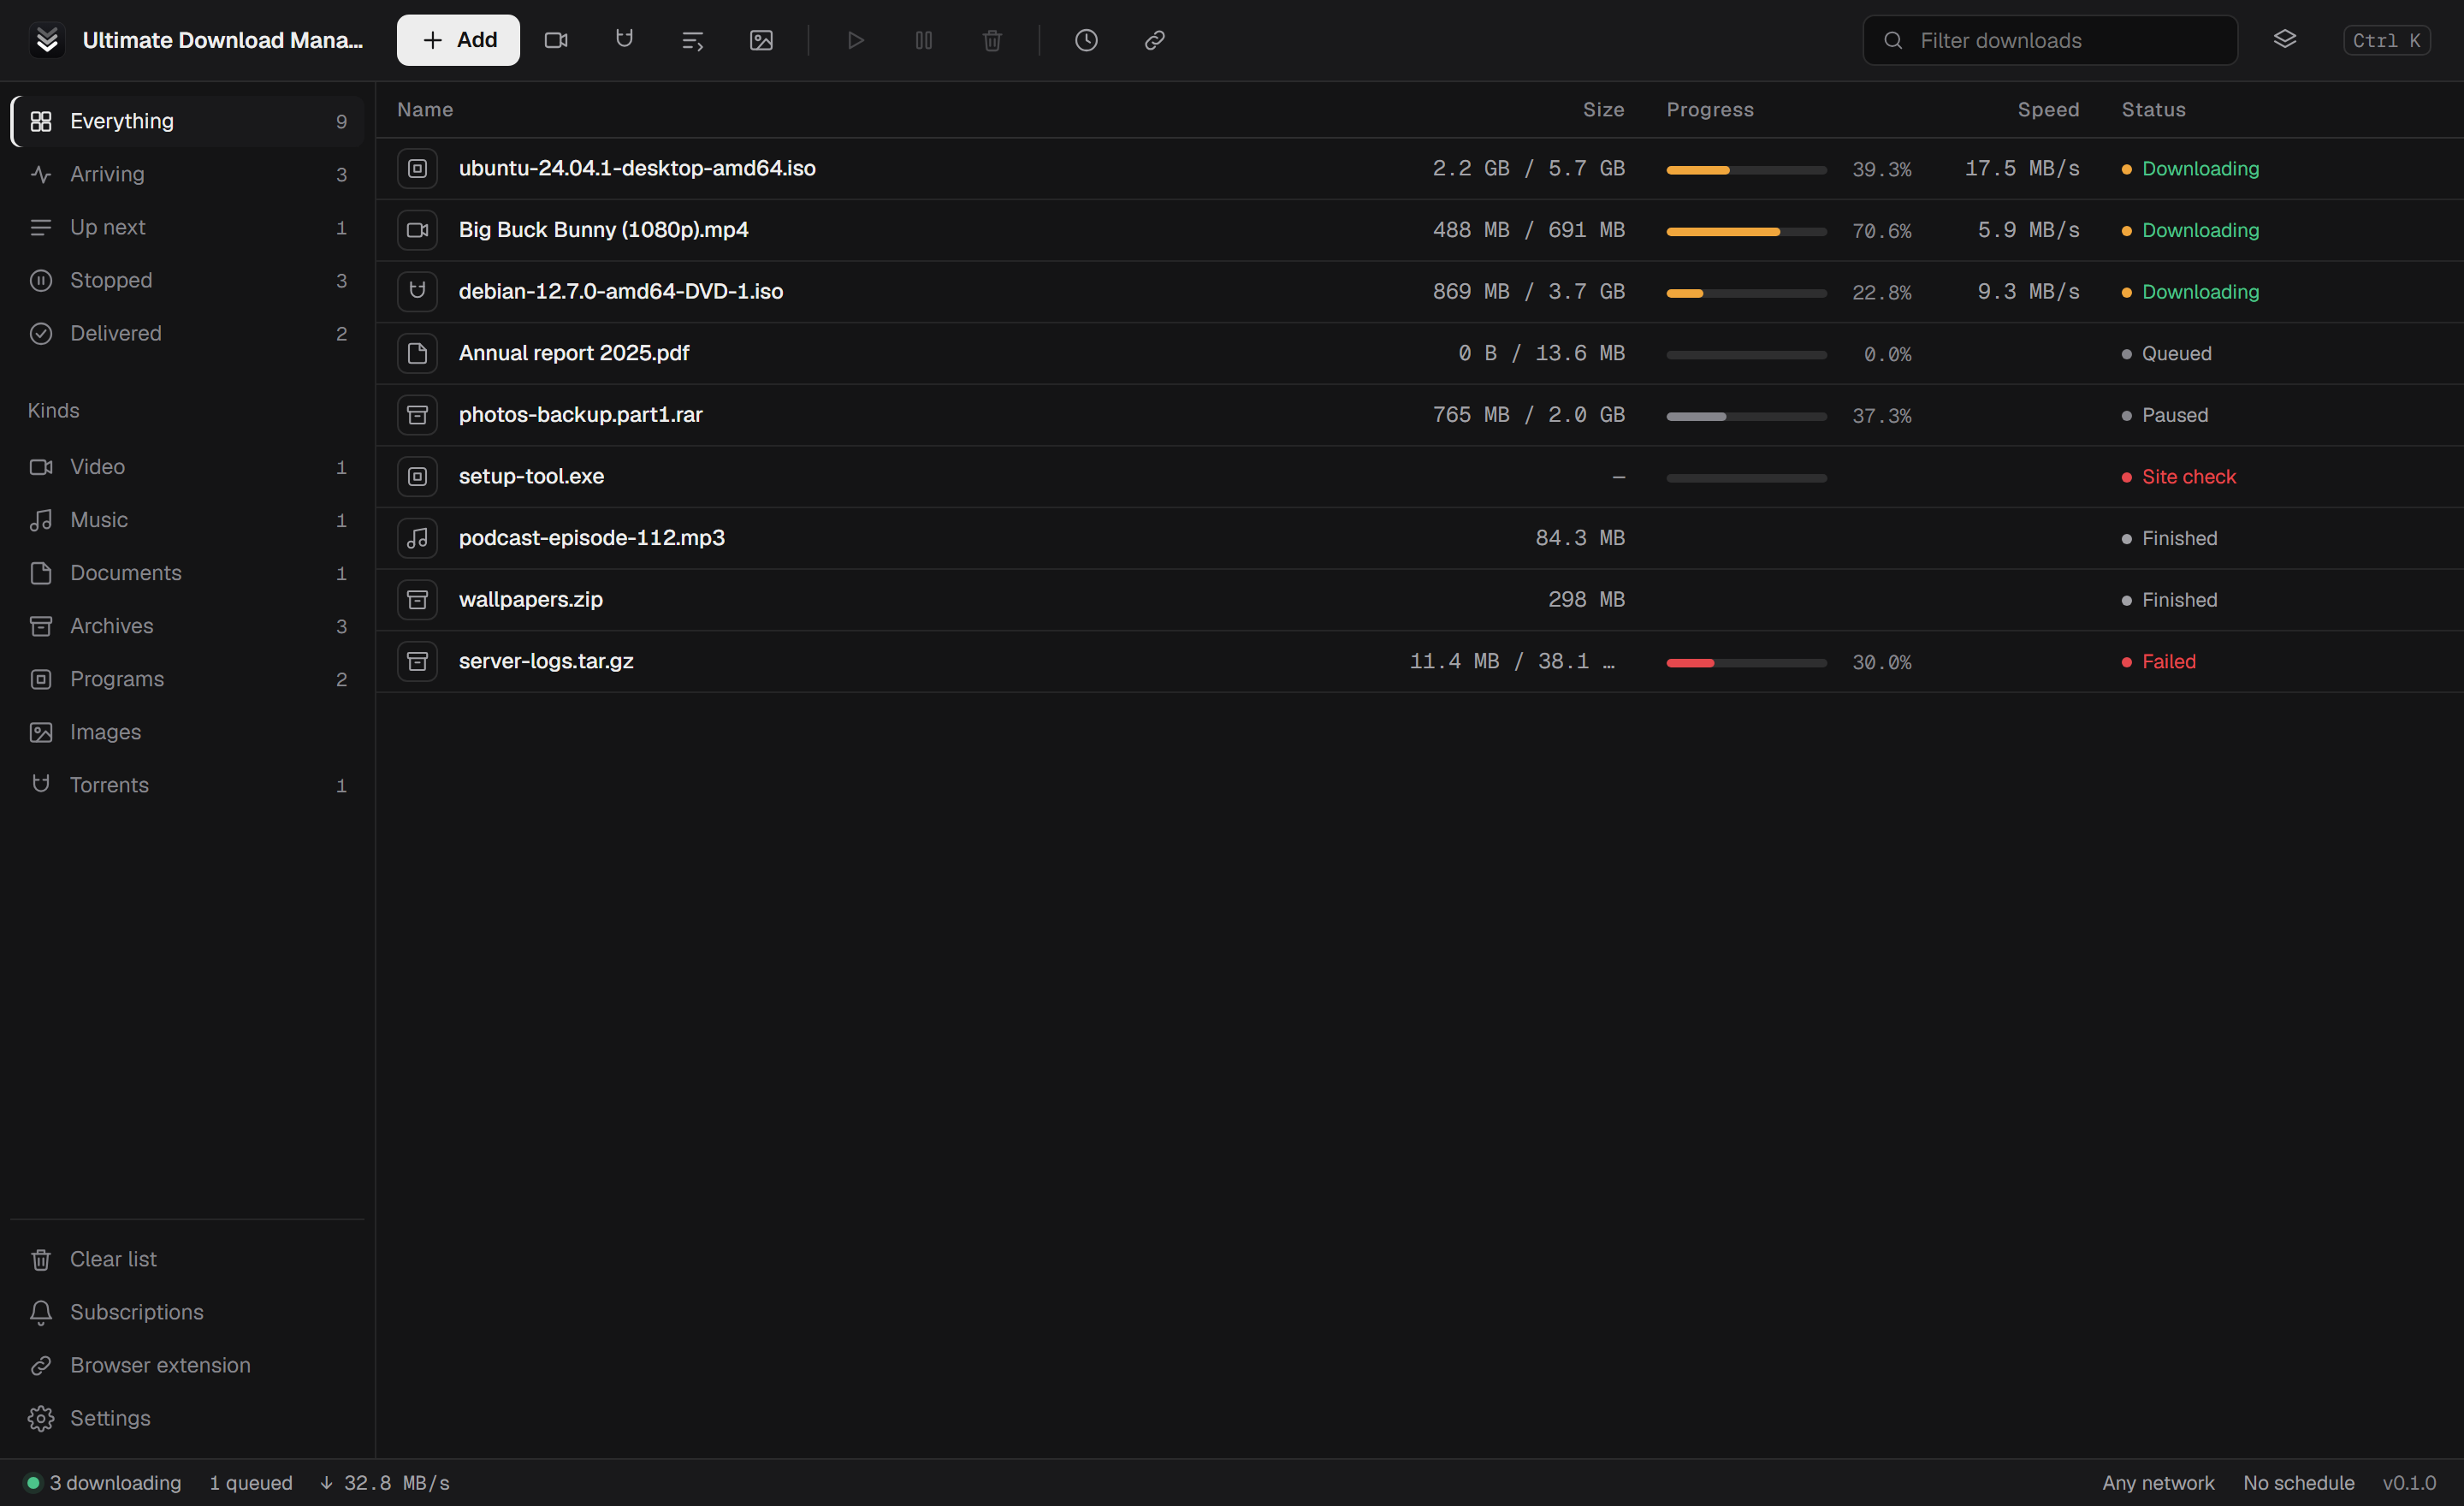 Ultimate Download Mana... Add Filter downloads Ctrl K
Everything 9
Arriving 3
Up next 1
Stopped 3
Delivered 2
Kinds
Video 1
Music 1
Documents 1
Archives 3
Programs 2
Images
Torrents 1
Clear list
Subscriptions
Browser extension
Settings
Name Size Progress Speed Status
ubuntu-24.04.1-desktop-amd64.iso 2.2 GB / 5.7 GB 39.3% 17.5 MB/s Downloading
Big Buck Bunny (1080p).mp4 488 MB / 691 MB 70.6% 5.9 MB/s Downloading
debian-12.7.0-amd64-DVD-1.iso 869 MB / 3.7 GB 22.8% 9.3 MB/s Downloading
Annual report 2025.pdf 0 B / 13.6 MB 0.0% Queued
photos-backup.part1.rar 765 MB / 2.0 GB 37.3% Paused
setup-tool.exe – Site check
podcast-episode-112.mp3 84.3 MB Finished
wallpapers.zip 298 MB Finished
server-logs.tar.gz 11.4 MB / 38.1 … 30.0% Failed
3 downloading 1 queued ↓ 32.8 MB/s Any network No schedule v0.1.0